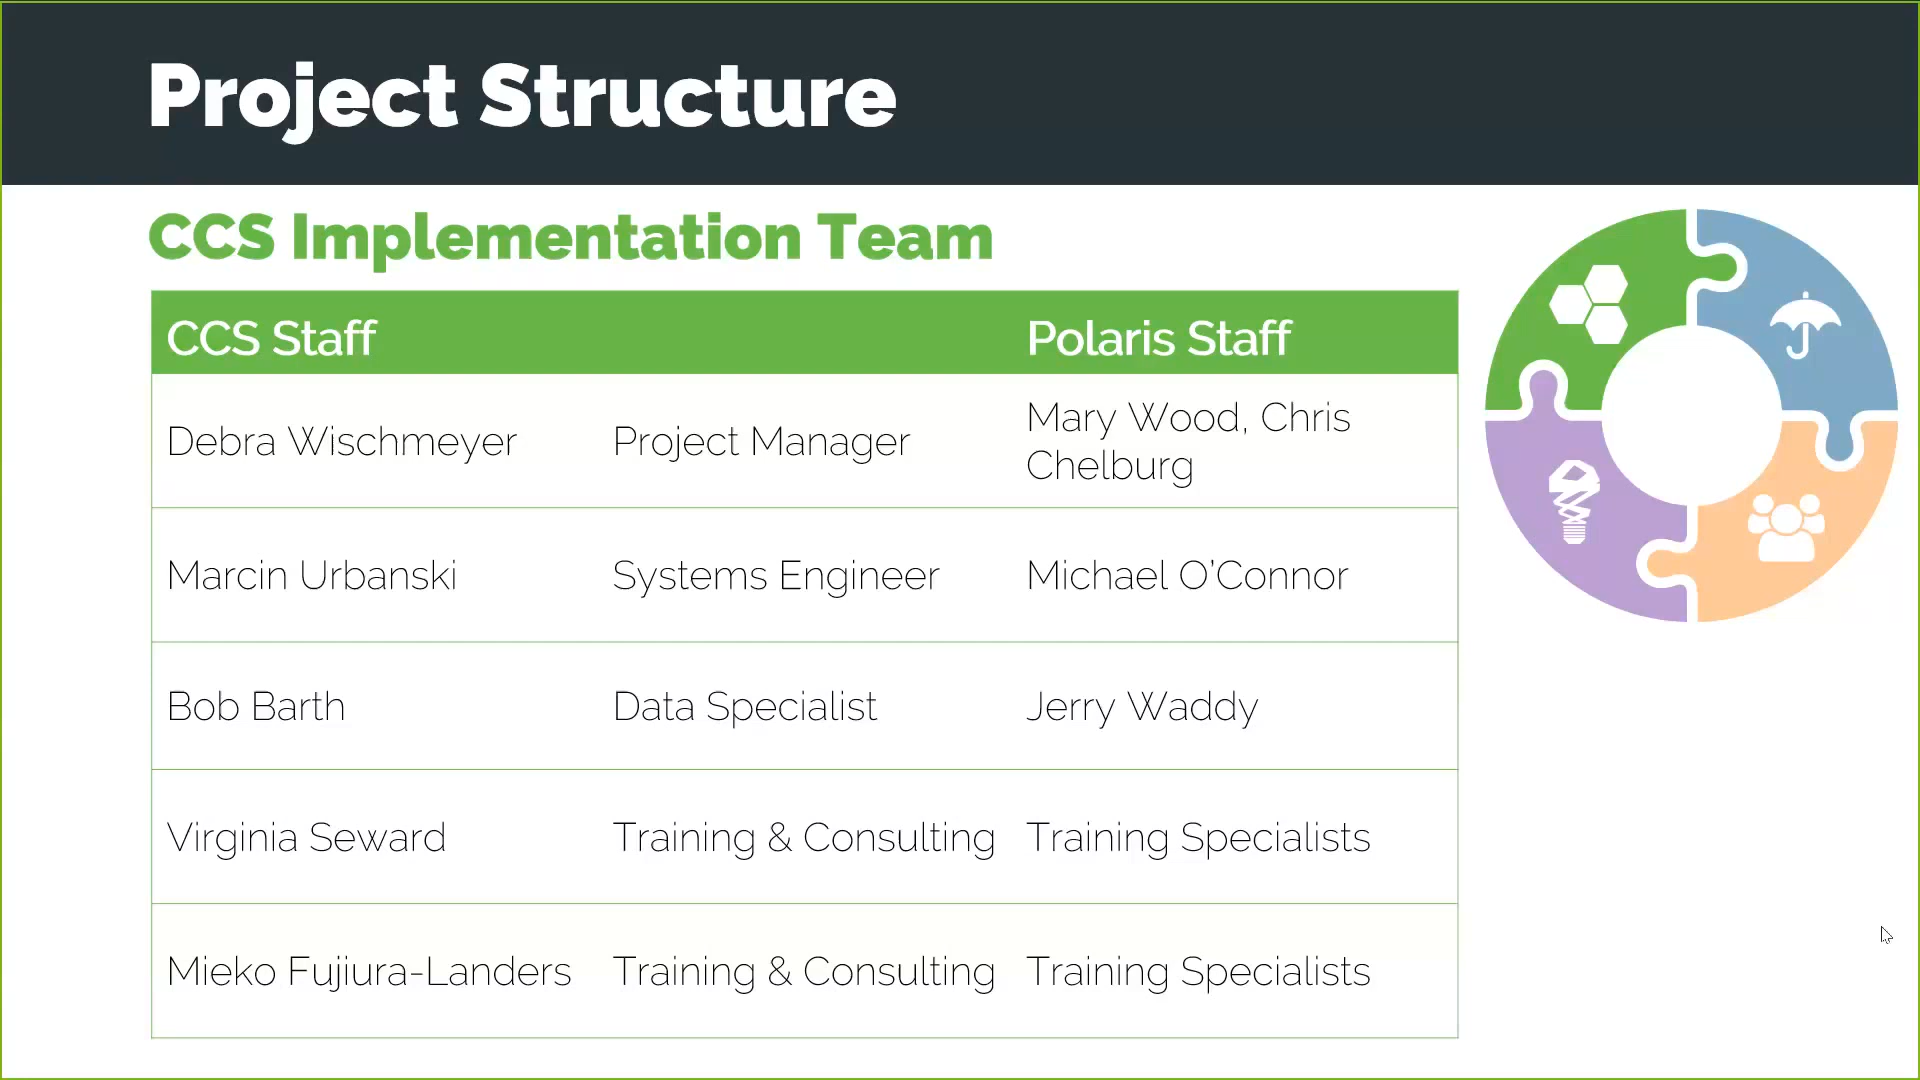 Project Structure
CCS Implementation Team
CCS Staff Polaris Staff
Debra Wischmeyer Project Manager Mary Wood, Chris
Chelburg
Marcin Urbanski Systems Engineer Michael O’Connor
Bob Barth Data Specialist Jerry Waddy
Virginia Seward Training & Consulting Training Specialists
Mieko Fujiura-Landers Training & Consulting Training Specialists